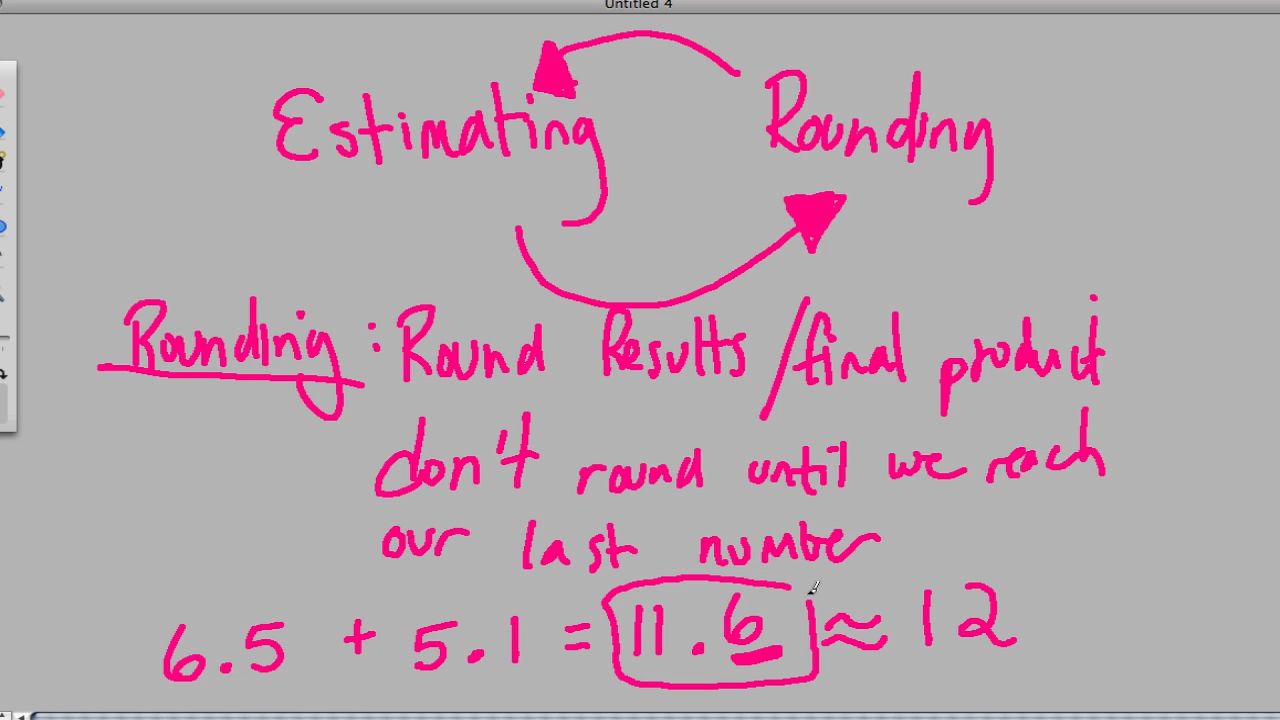 Untitled 4
Estimating Rounding
Rounding: Round Results/final product
don't round until we reach
our last number
6.5 + 5.1 = 11.6 ≈ 12